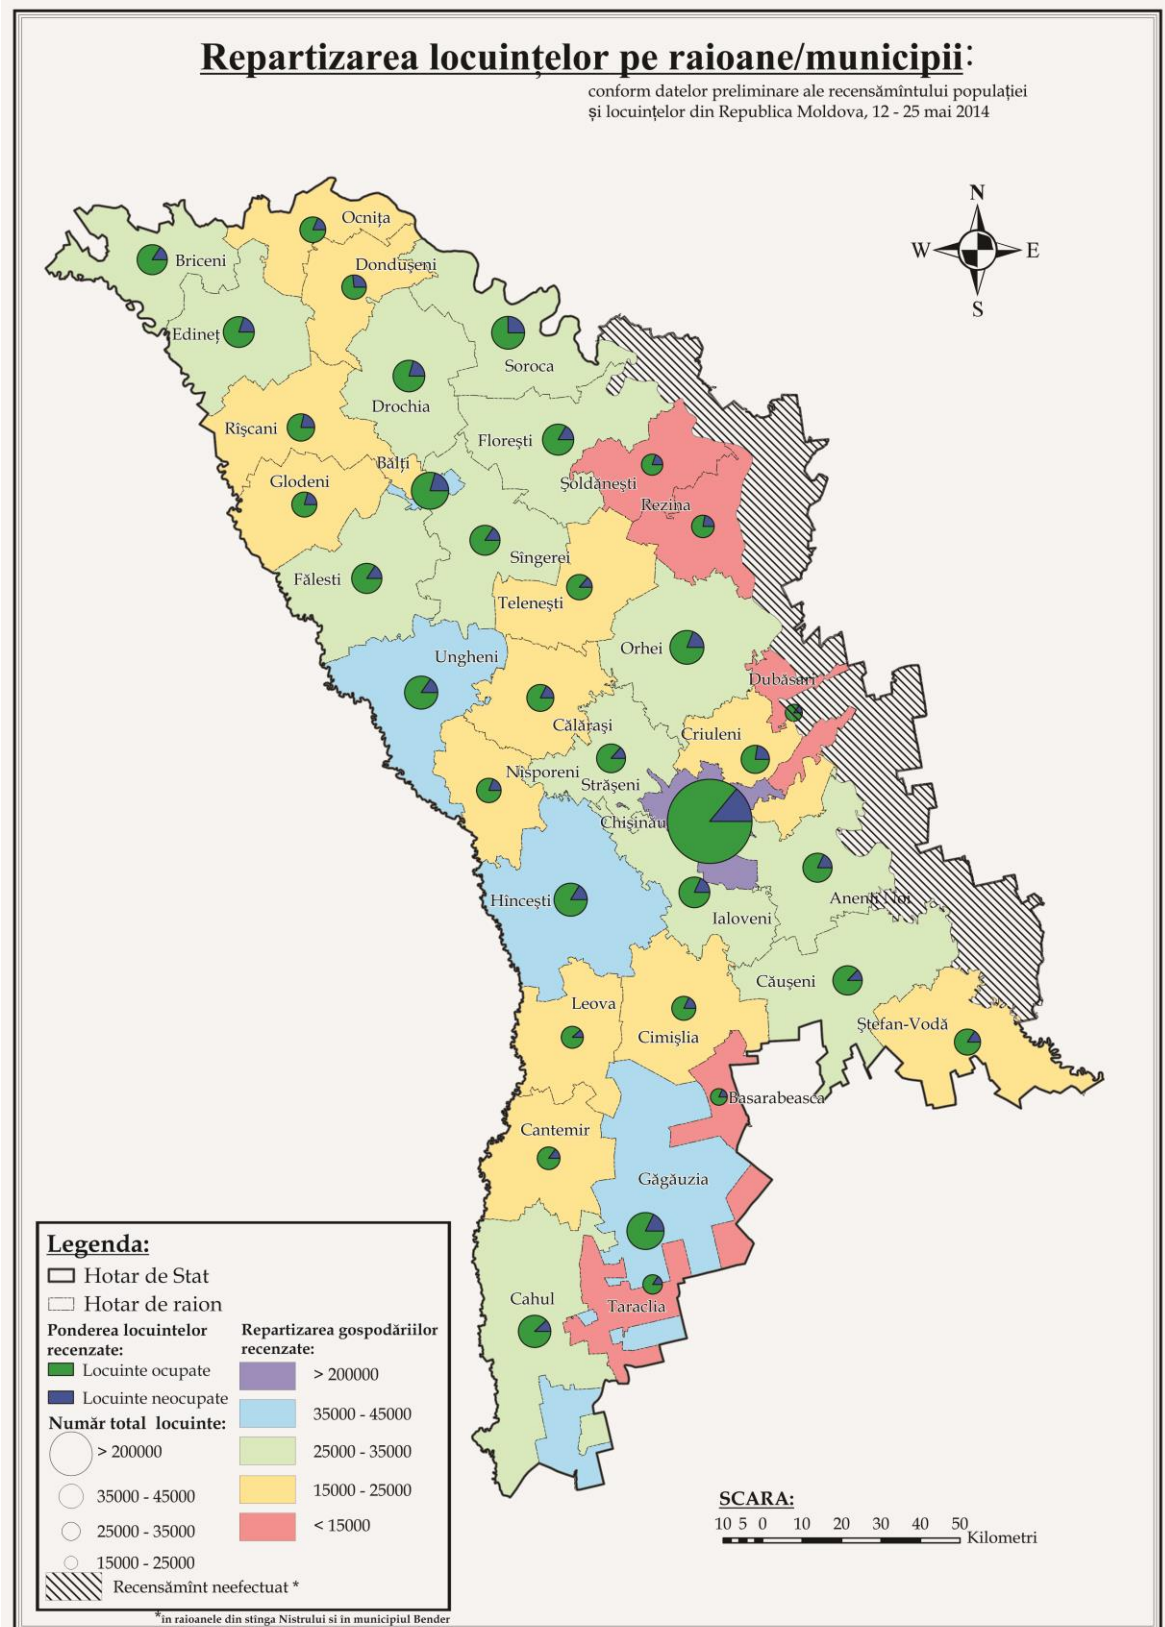 Repartizarea locuințelor pe raioane/municipii:
conform datelor preliminare ale recensămîntului populației
și locuințelor din Republica Moldova, 12 - 25 mai 2014
N
W
E
S
Ocnița
Briceni
Dondușeni
Edineț
Soroca
Drochia
Rîșcani
Florești
Bălți
Glodeni
Șoldănești
Rezina
Sîngerei
Fălesti
Telenești
Orhei
Ungheni
Dubăsari
Călărași
Criuleni
Nisporeni
Strășeni
Chișinău
Hîncești
Anenii Noi
Ialoveni
Căușeni
Leova
Ștefan-Vodă
Cimișlia
Basarabeasca
Cantemir
Găgăuzia
Cahul
Taraclia
Legenda:
Hotar de Stat
Hotar de raion
Ponderea locuintelor
recenzate:
Locuinte ocupate
Locuinte neocupate
Număr total locuinte:
> 200000
35000 - 45000
25000 - 35000
15000 - 25000
Repartizarea gospodăriilor
recenzate:
> 200000
35000 - 45000
25000 - 35000
15000 - 25000
< 15000
Recensămînt neefectuat *
*în raioanele din stînga Nistrului si în municipiul Bender
SCARA:
10 5 0 10 20 30 40 50
Kilometri